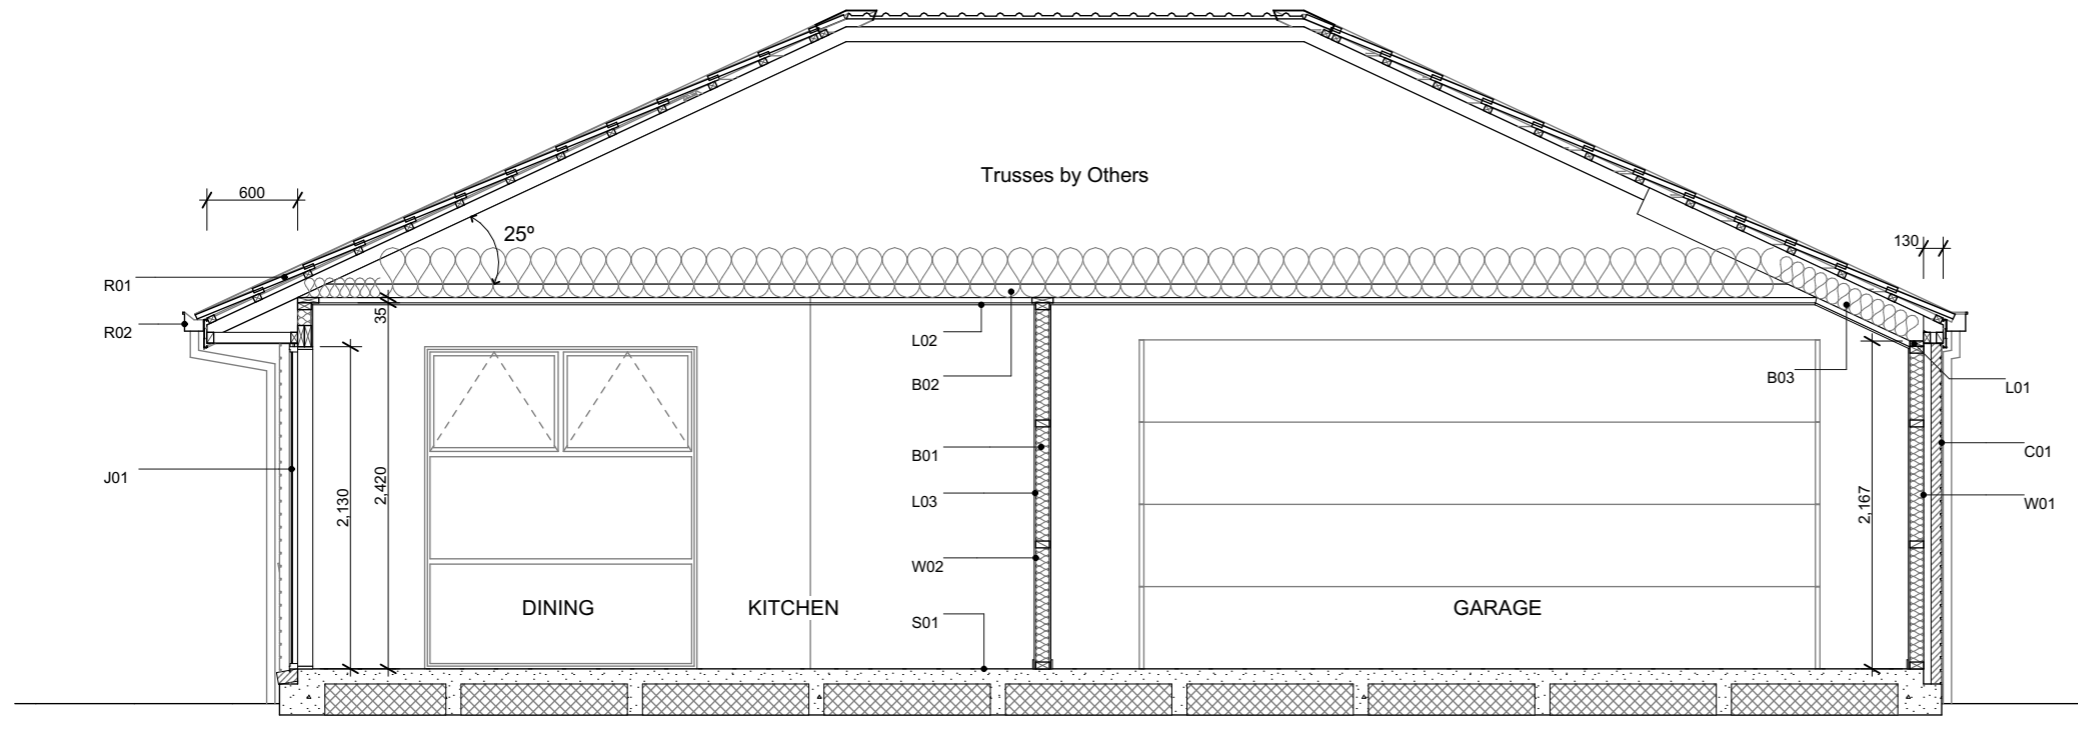 Trusses by Others
600
25º
130
R01
R02
35
L02
B02
B03
L01
J01
2,130
2,420
B01
L03
W02
2,167
C01
W01
DINING
KITCHEN
GARAGE
S01